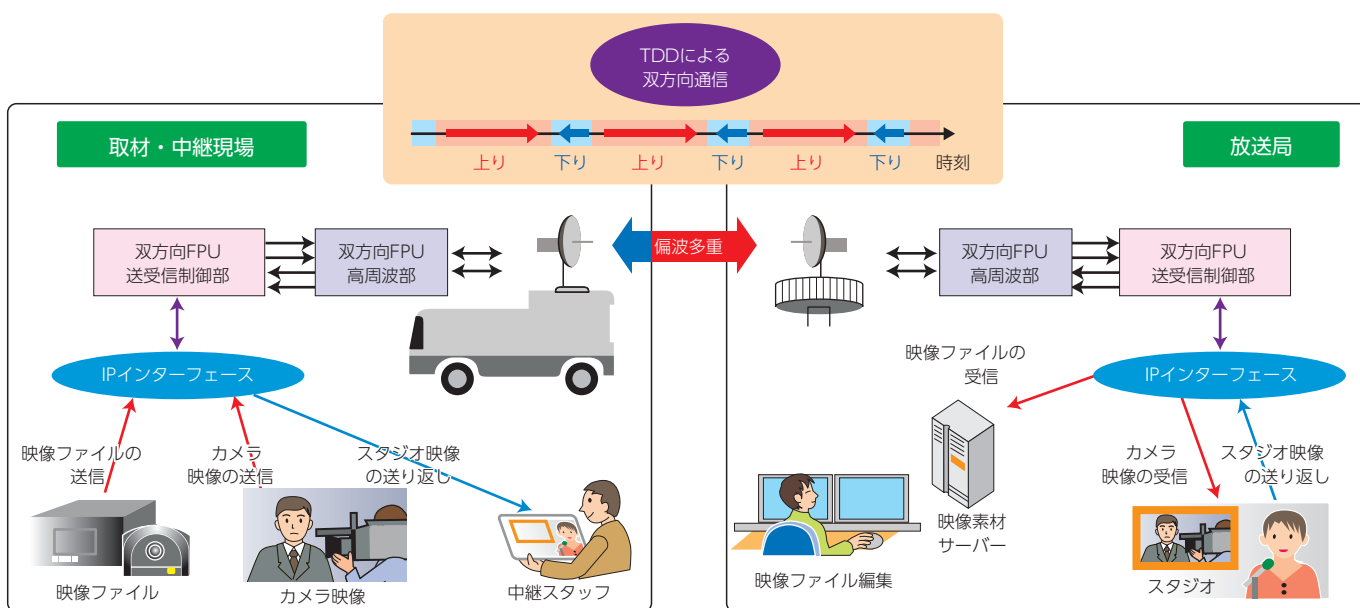 TDDによる
双方向通信
上り
下り
上り
下り
上り
下り
時刻
取材・中継現場
放送局
双方向FPU
送受信制御部
双方向FPU
高周波部
偏波多重
双方向FPU
高周波部
双方向FPU
送受信制御部
IPインターフェース
映像ファイルの
送信
カメラ
映像の送信
スタジオ映像
の送り返し
映像ファイル
カメラ映像
中継スタッフ
映像ファイルの
受信
IPインターフェース
カメラ
映像の受信
スタジオ映像
の送り返し
映像素材
サーバー
映像ファイル編集
スタジオ